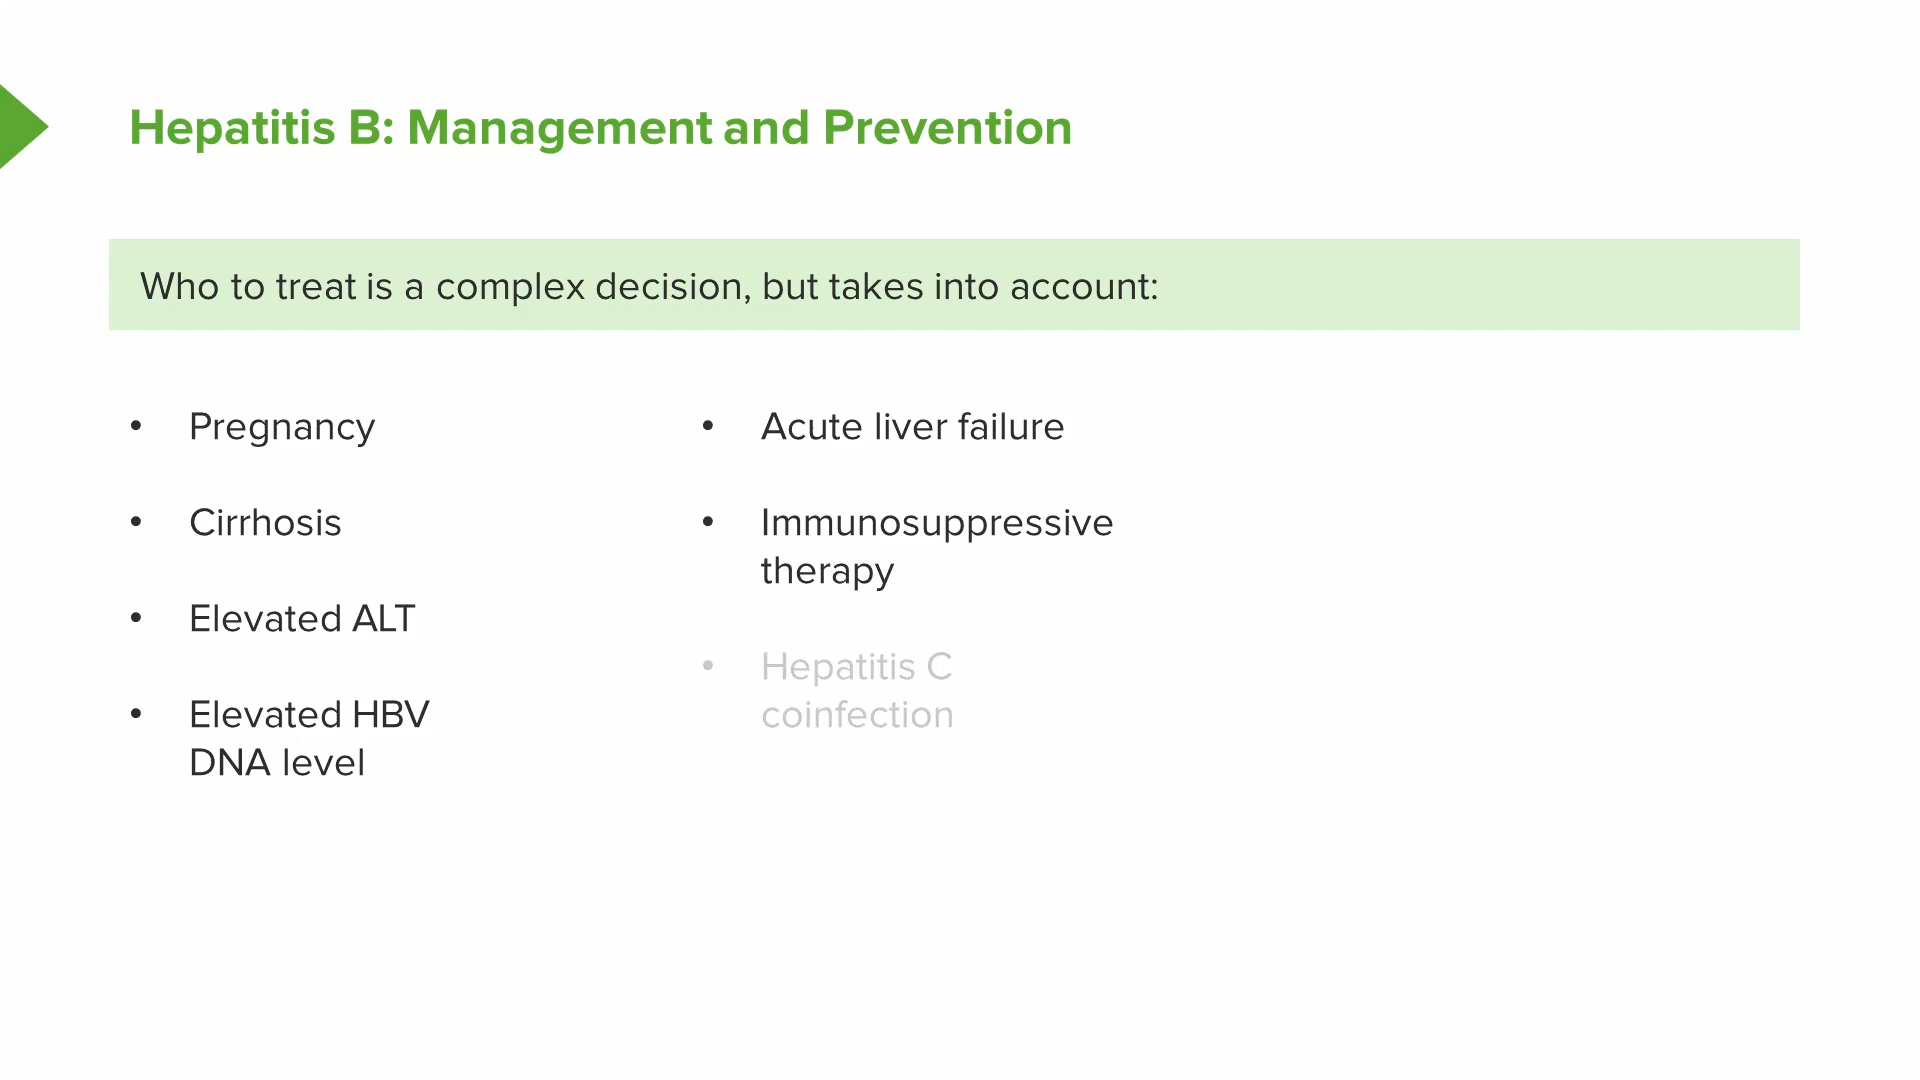 Hepatitis B: Management and Prevention
Who to treat is a complex decision, but takes into account:
• Pregnancy
• Cirrhosis
• Elevated ALT
• Elevated HBV
DNA level
• Acute liver failure
• Immunosuppressive
therapy
• Hepatitis C
coinfection